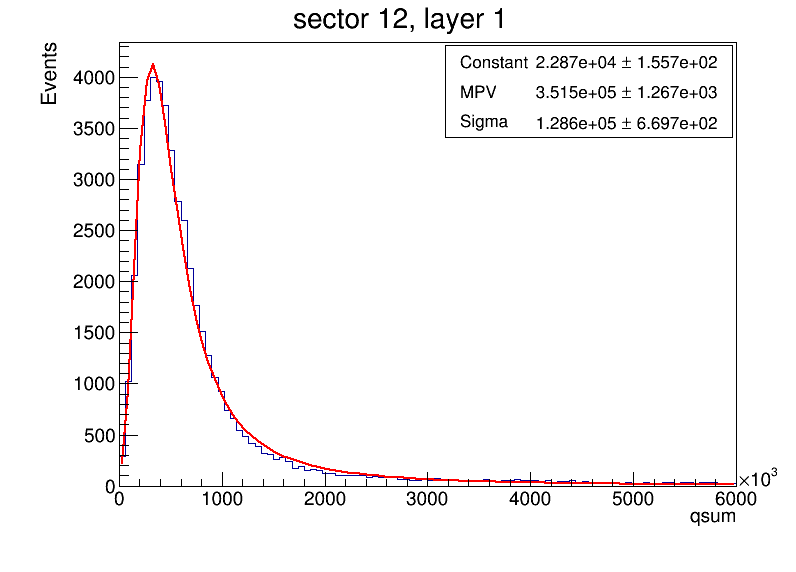 sector 12, layer 1
Events
Constant 2.287e+04 ± 1.557e+02
MPV 3.515e+05 ± 1.267e+03
Sigma 1.286e+05 ± 6.697e+02
4000
3500
3000
2500
2000
1500
1000
500
0
0 1000 2000 3000 4000 5000 6000
×10³
qsum